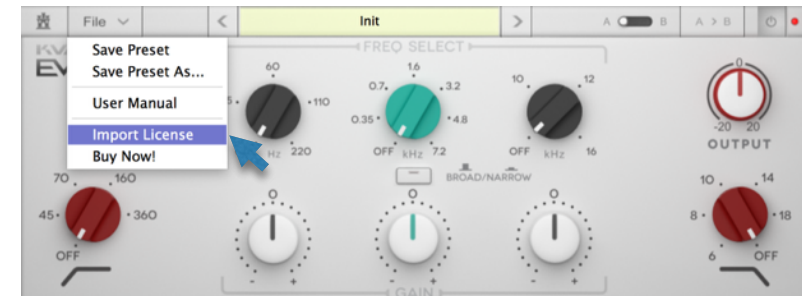 File
Init
A B
A > B
Save Preset
Save Preset As...
User Manual
Import License
Buy Now!
FREQ SELECT
60
110
Hz
220
0.35
0.7
1.6
3.2
4.8
OFF
kHz
7.2
10
12
OFF
kHz
16
0
-20
20
OUTPUT
BROAD/NARROW
45
70
160
360
OFF
0
-
+
0
-
+
0
-
+
GAIN
6
8
10
14
18
OFF